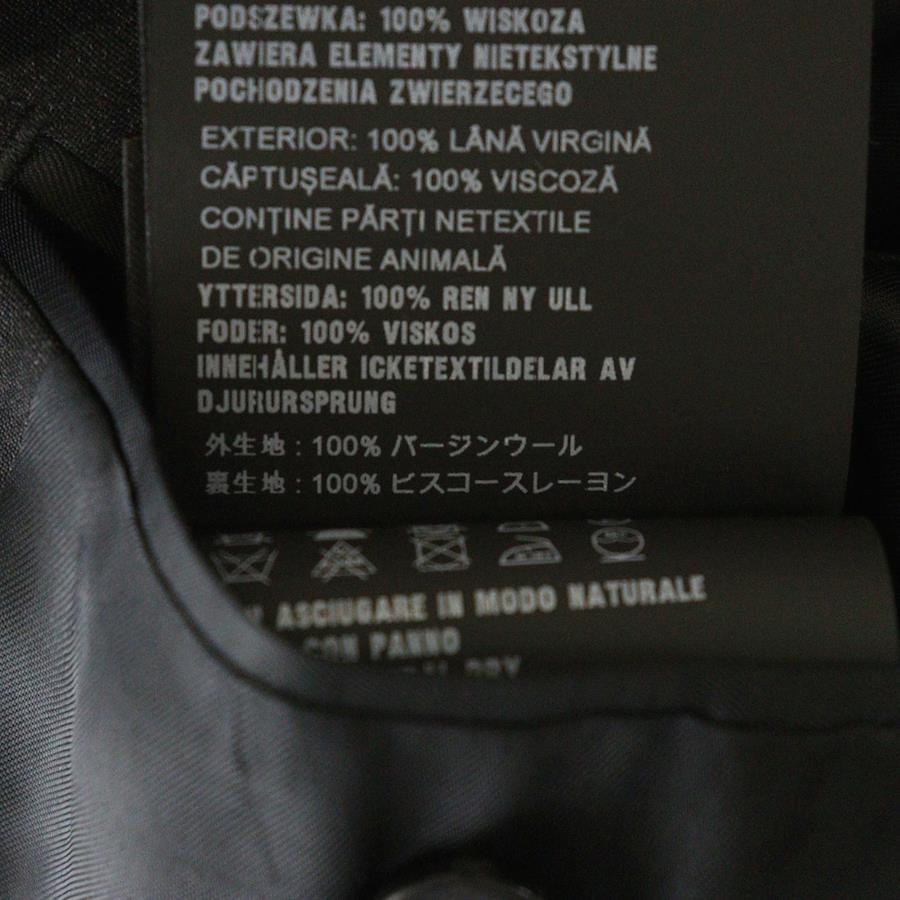 PODSZEWKA: 100% WISKOZA
ZAWIERA ELEMENTY NIETEKSTYLNE
POCHODZENIA ZWIERZECEGO
EXTERIOR: 100% LÂNĂ VIRGINĂ
CĂPTUȘEALĂ: 100% VISCOZĂ
CONȚINE PĂRȚI NETEXTILE
DE ORIGINE ANIMALĂ
YTTERSIDA: 100% REN NY ULL
FODER: 100% VISKOS
INNEHÅLLER ICKETEXTILDELAR AV
DJURURSPRUNG
外生地 : 100% バージンウール
裏生地 : 100% ビスコースレーヨン
ASCIUGARE IN MODO NATURALE
CON PANNO
DRY